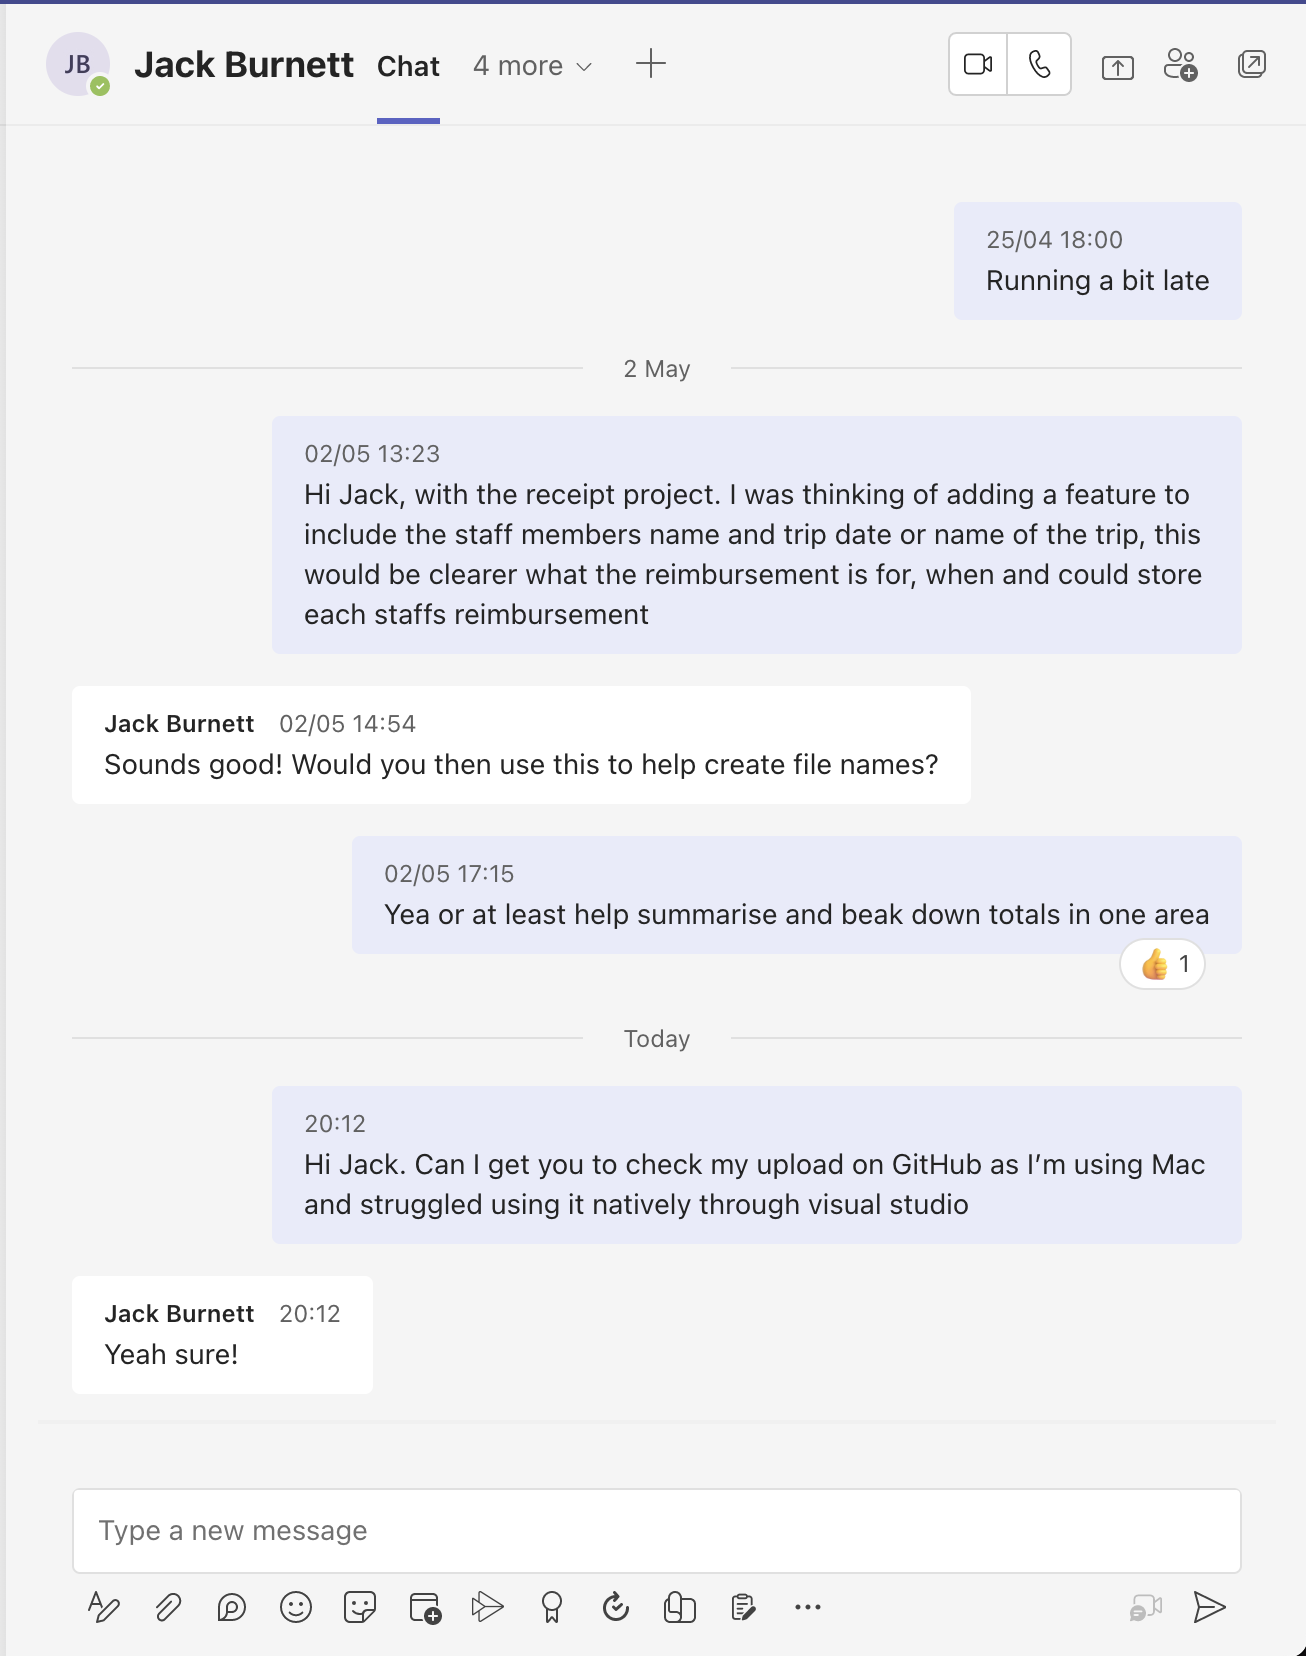 JB
Jack Burnett Chat 4 more
25/04 18:00
Running a bit late
2 May
02/05 13:23
Hi Jack, with the receipt project. I was thinking of adding a feature to
include the staff members name and trip date or name of the trip, this
would be clearer what the reimbursement is for, when and could store
each staffs reimbursement
Jack Burnett 02/05 14:54
Sounds good! Would you then use this to help create file names?
02/05 17:15
Yea or at least help summarise and beak down totals in one area
👍 1
Today
20:12
Hi Jack. Can I get you to check my upload on GitHub as I’m using Mac
and struggled using it natively through visual studio
Jack Burnett 20:12
Yeah sure!
Type a new message